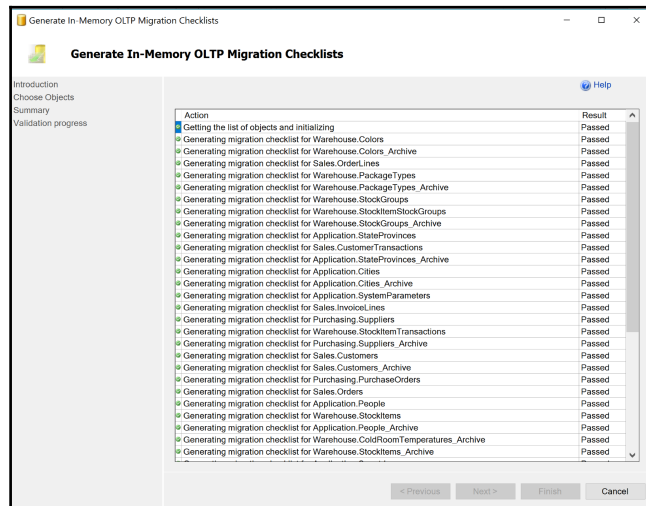 Generate In-Memory OLTP Migration Checklists
Generate In-Memory OLTP Migration Checklists
Introduction
Choose Objects
Summary
Validation progress
Help
Action Result
Getting the list of objects and initializing Passed
Generating migration checklist for Warehouse.Colors Passed
Generating migration checklist for Warehouse.Colors_Archive Passed
Generating migration checklist for Sales.OrderLines Passed
Generating migration checklist for Warehouse.PackageTypes Passed
Generating migration checklist for Warehouse.PackageTypes_Archive Passed
Generating migration checklist for Warehouse.StockGroups Passed
Generating migration checklist for Warehouse.StockItemStockGroups Passed
Generating migration checklist for Warehouse.StockGroups_Archive Passed
Generating migration checklist for Application.StateProvinces Passed
Generating migration checklist for Sales.CustomerTransactions Passed
Generating migration checklist for Application.StateProvinces_Archive Passed
Generating migration checklist for Application.Cities Passed
Generating migration checklist for Application.Cities_Archive Passed
Generating migration checklist for Application.SystemParameters Passed
Generating migration checklist for Sales.InvoiceLines Passed
Generating migration checklist for Purchasing.Suppliers Passed
Generating migration checklist for Warehouse.StockItemTransactions Passed
Generating migration checklist for Purchasing.Suppliers_Archive Passed
Generating migration checklist for Sales.Customers Passed
Generating migration checklist for Sales.Customers_Archive Passed
Generating migration checklist for Purchasing.PurchaseOrders Passed
Generating migration checklist for Sales.Orders Passed
Generating migration checklist for Application.People Passed
Generating migration checklist for Warehouse.StockItems Passed
Generating migration checklist for Application.People_Archive Passed
Generating migration checklist for Warehouse.ColdRoomTemperatures_Archive Passed
Generating migration checklist for Warehouse.StockItems_Archive Passed
< Previous Next > Finish Cancel